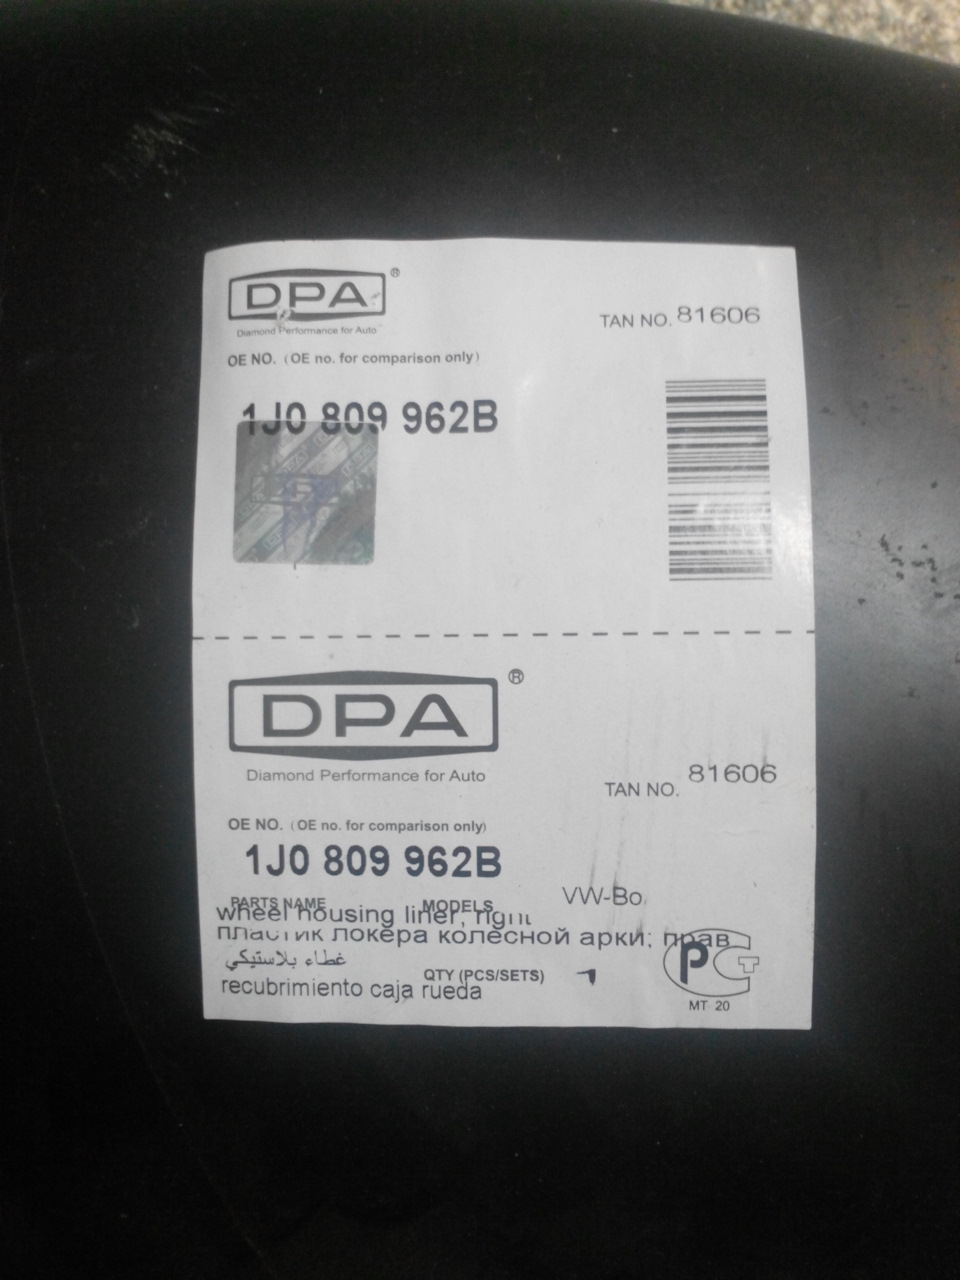 DPA®
Diamond Performance for Auto
TAN NO. 81606
OE NO. (OE no. for comparison only)
1J0 809 962B
DPA®
Diamond Performance for Auto
TAN NO. 81606
OE NO. (OE no. for comparison only)
1J0 809 962B
PARTS NAME
MODELS
VW-Bo
wheel housing liner, right
пластик локера колесной арки; прав
غطاء بلاستيكي
QTY (PCS/SETS)
recubrimiento caja rueda
РСТ
MT 20